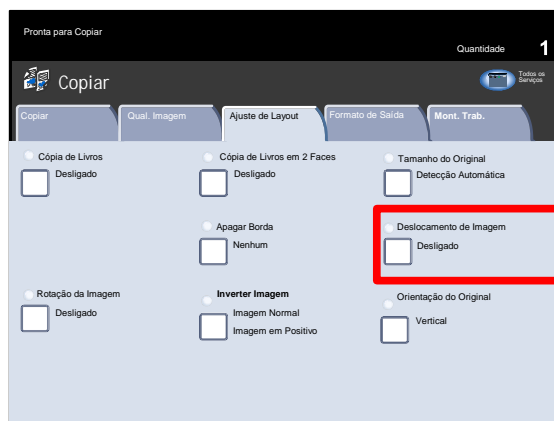 Pronta para Copiar
Quantidade 1
Copiar
Todos os
Serviços
Copiar
Qual. Imagem
Ajuste de Layout
Formato de Saída
Mont. Trab.
Cópia de Livros
Desligado
Cópia de Livros em 2 Faces
Desligado
Tamanho do Original
Detecção Automática
Apagar Borda
Nenhum
Deslocamento de Imagem
Desligado
Rotação da Imagem
Desligado
Inverter Imagem
Imagem Normal
Imagem em Positivo
Orientação do Original
Vertical